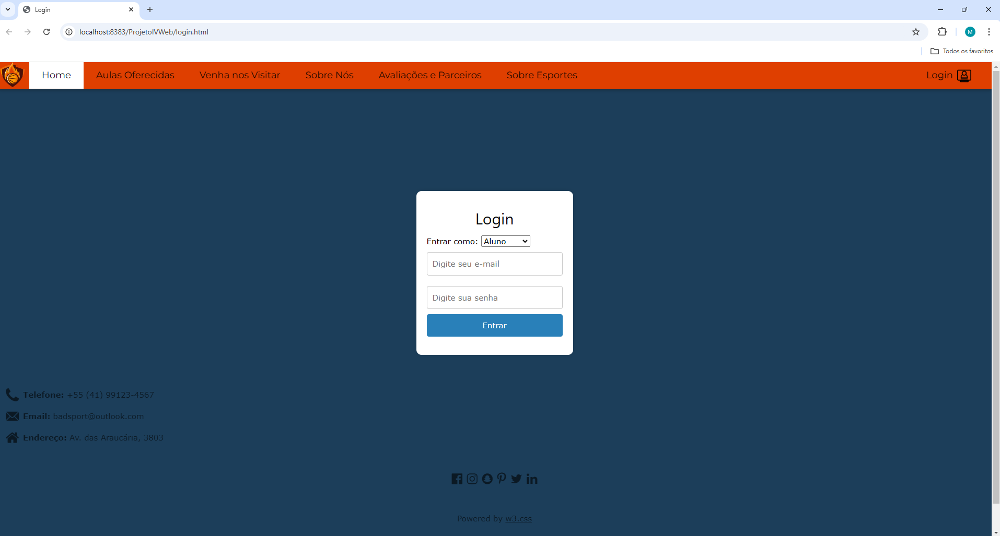 Login
localhost:8383/ProjetoIVWeb/login.html
M
Todos os favoritos
Home Aulas Oferecidas Venha nos Visitar Sobre Nós Avaliações e Parceiros Sobre Esportes Login
Login
Entrar como: Aluno
Digite seu e-mail
Digite sua senha
Entrar
Telefone: +55 (41) 99123-4567
Email: badsport@outlook.com
Endereço: Av. das Araucária, 3803
Powered by w3.css